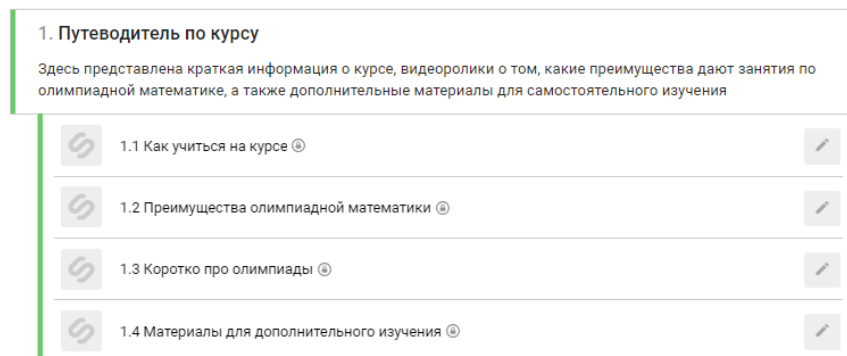 1. Путеводитель по курсу
Здесь представлена краткая информация о курсе, видеоролики о том, какие преимущества дают занятия по
олимпиадной математике, а также дополнительные материалы для самостоятельного изучения
1.1 Как учиться на курсе
1.2 Преимущества олимпиадной математики
1.3 Коротко про олимпиады
1.4 Материалы для дополнительного изучения